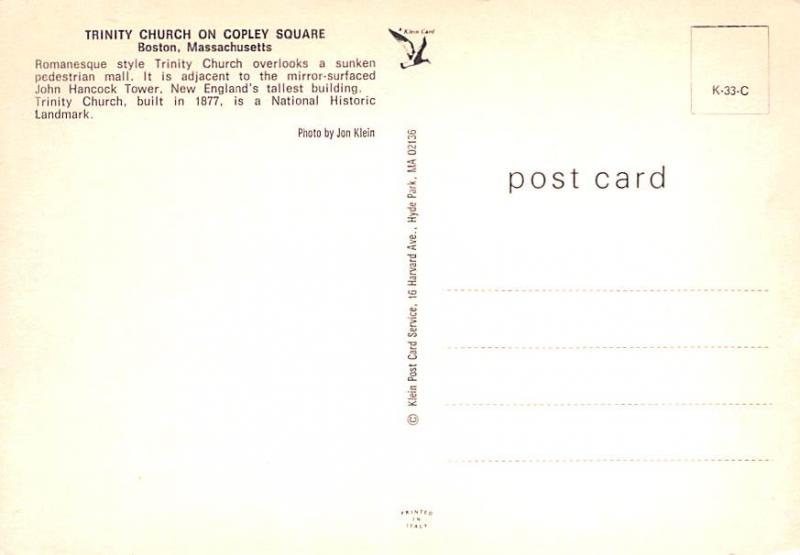 TRINITY CHURCH ON COPLEY SQUARE
Boston, Massachusetts
Romanesque style Trinity Church overlooks a sunken
pedestrian mall. It is adjacent to the mirror-surfaced
John Hancock Tower, New England's tallest building.
Trinity Church, built in 1877, is a National Historic
Landmark.
Photo by Jon Klein
Klein Card
K-33-C
post card
© Klein Post Card Service, 16 Harvard Ave., Hyde Park, MA 02136
PRINTED
IN
ITALY